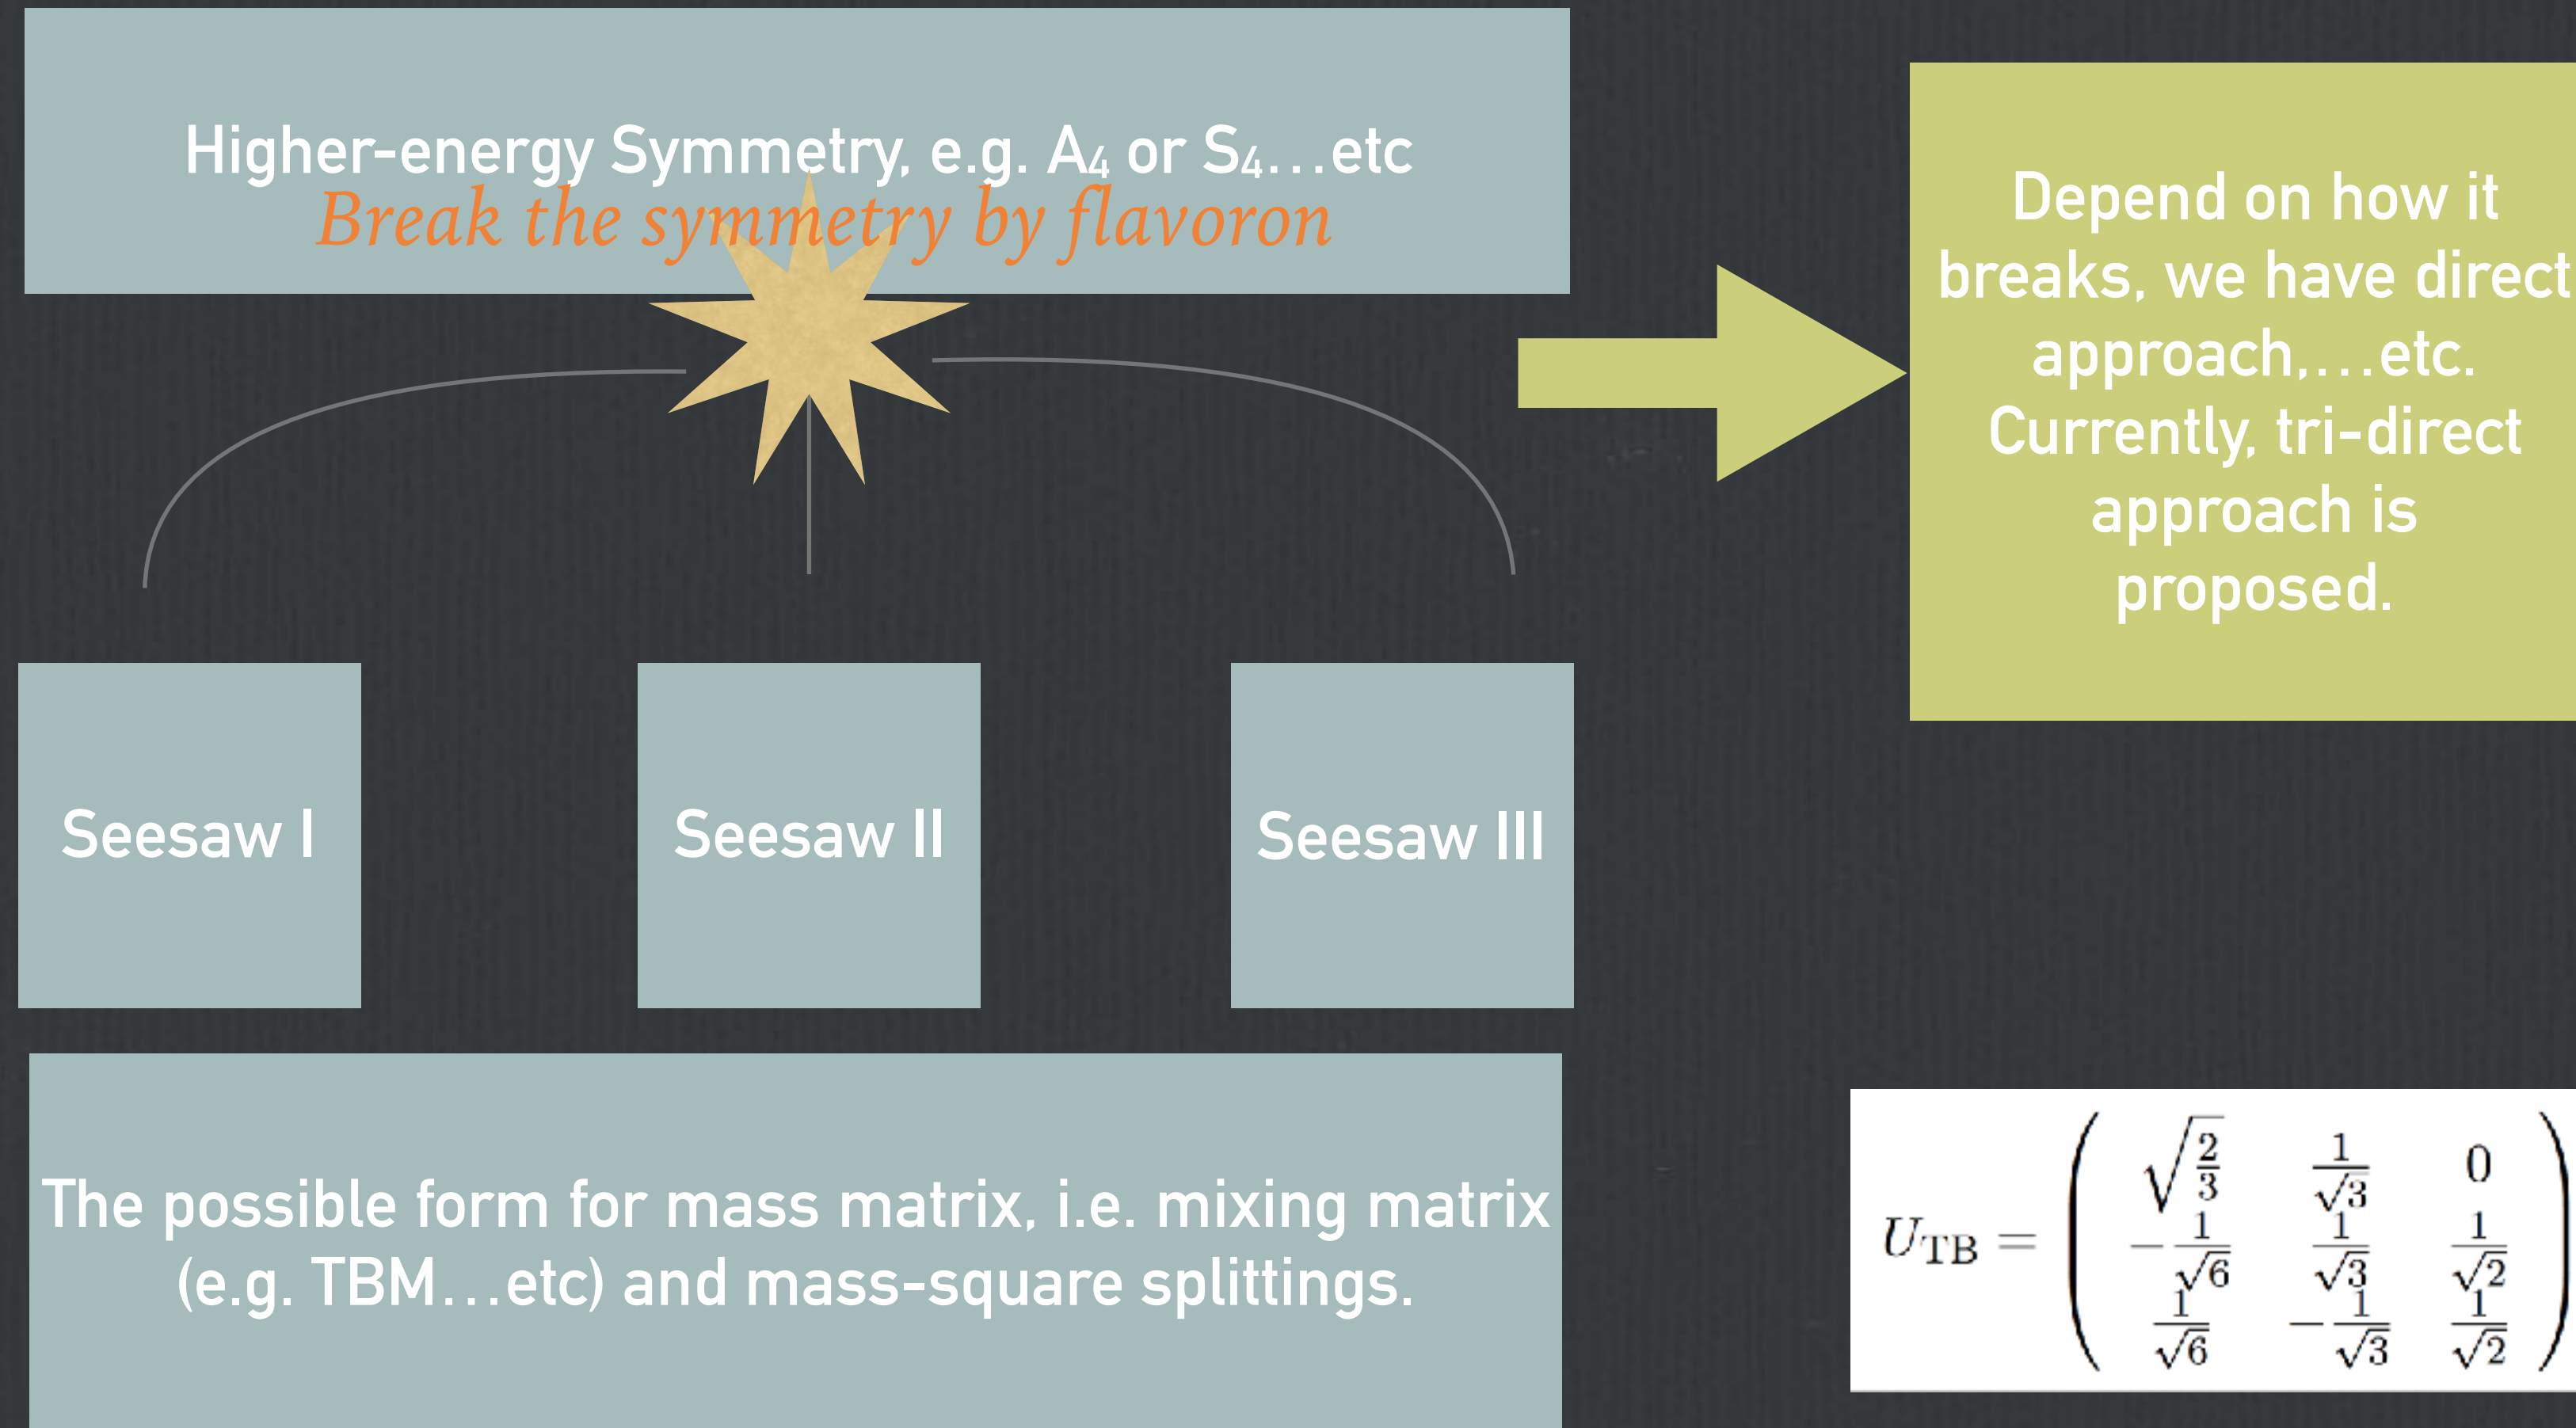 Higher-energy Symmetry, e.g. A₄ or S₄...etc
Break the symmetry by flavoron
Depend on how it
breaks, we have direct
approach,...etc.
Currently, tri-direct
approach is
proposed.
Seesaw I
Seesaw II
Seesaw III
The possible form for mass matrix, i.e. mixing matrix
(e.g. TBM...etc) and mass-square splittings.
U_TB = ( √(2/3) 1/√3 0
-1/√6 1/√3 1/√2
1/√6 -1/√3 1/√2 )